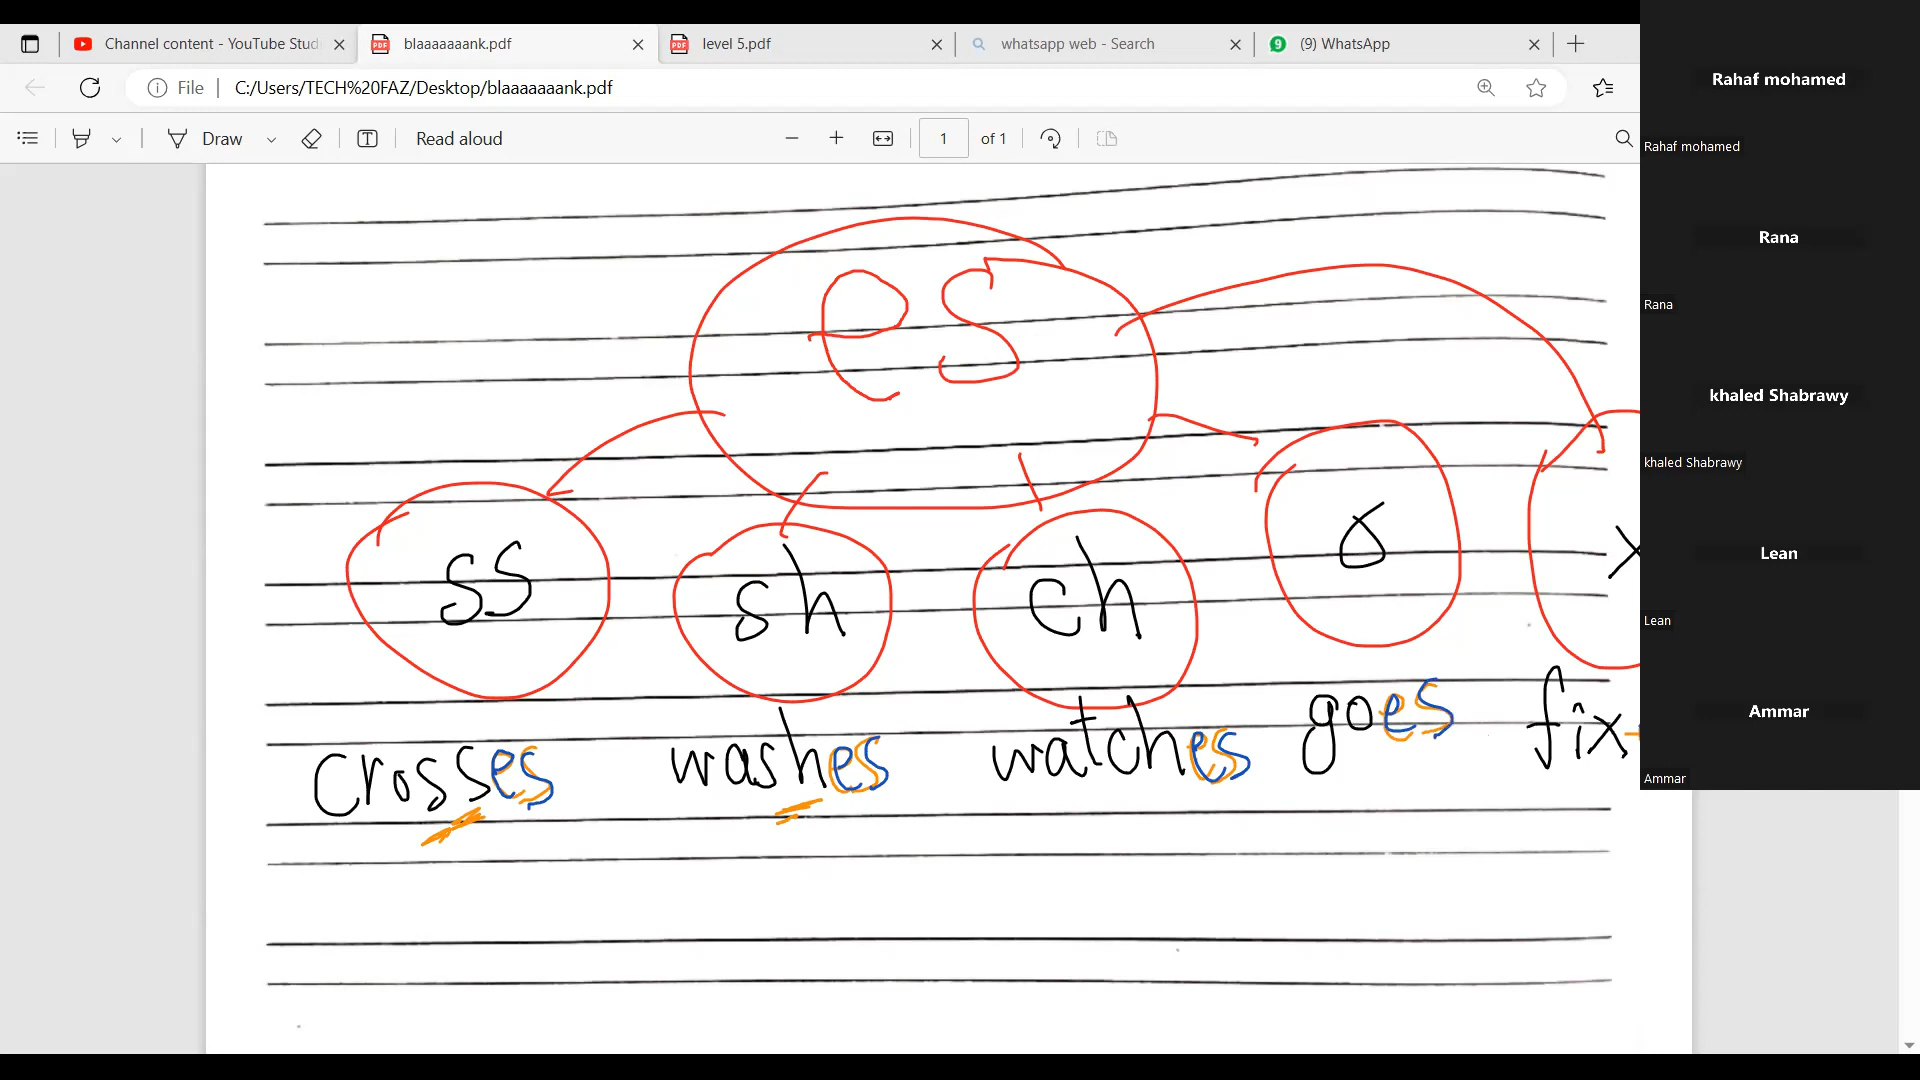 Channel content - YouTube Stud
blaaaaaaank.pdf
level 5.pdf
whatsapp web - Search
(9) WhatsApp
File C:/Users/TECH%20FAZ/Desktop/blaaaaaaank.pdf
Draw Read aloud 1 of 1
es
ss sh ch o x
crosses washes watches goes fix
Rahaf mohamed
Rahaf mohamed
Rana
Rana
khaled Shabrawy
khaled Shabrawy
Lean
Lean
Ammar
Ammar